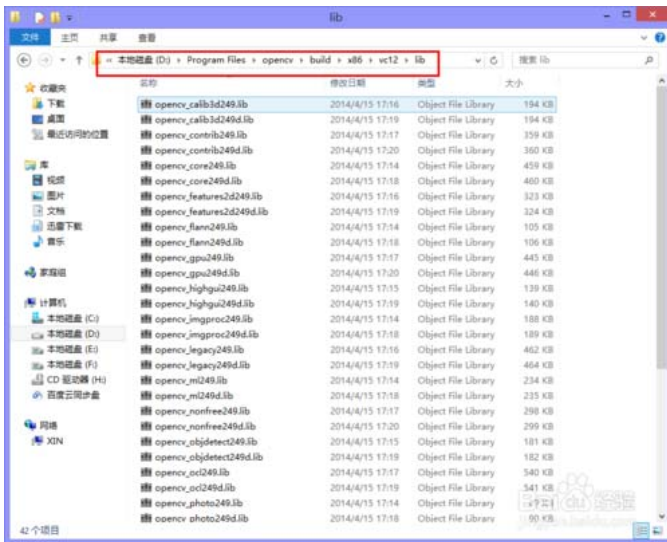 lib
文件 主页 共享 查看
« 本地磁盘 (D:) › Program Files › opencv › build › x86 › vc12 › lib 搜索 lib
名称 修改日期 类型 大小
收藏夹
下载
桌面
最近访问的位置
库
视频
图片
文档
迅雷下载
音乐
家庭组
计算机
本地磁盘 (C:)
本地磁盘 (D:)
本地磁盘 (E:)
本地磁盘 (F:)
CD 驱动器 (H:)
百度云同步盘
网络
XIN
opencv_calib3d249.lib 2014/4/15 17:16 Object File Library 194 KB
opencv_calib3d249d.lib 2014/4/15 17:19 Object File Library 194 KB
opencv_contrib249.lib 2014/4/15 17:17 Object File Library 359 KB
opencv_contrib249d.lib 2014/4/15 17:20 Object File Library 360 KB
opencv_core249.lib 2014/4/15 17:14 Object File Library 459 KB
opencv_core249d.lib 2014/4/15 17:18 Object File Library 460 KB
opencv_features2d249.lib 2014/4/15 17:16 Object File Library 323 KB
opencv_features2d249d.lib 2014/4/15 17:19 Object File Library 324 KB
opencv_flann249.lib 2014/4/15 17:14 Object File Library 105 KB
opencv_flann249d.lib 2014/4/15 17:18 Object File Library 106 KB
opencv_gpu249.lib 2014/4/15 17:17 Object File Library 445 KB
opencv_gpu249d.lib 2014/4/15 17:20 Object File Library 446 KB
opencv_highgui249.lib 2014/4/15 17:15 Object File Library 139 KB
opencv_highgui249d.lib 2014/4/15 17:19 Object File Library 140 KB
opencv_imgproc249.lib 2014/4/15 17:14 Object File Library 188 KB
opencv_imgproc249d.lib 2014/4/15 17:18 Object File Library 189 KB
opencv_legacy249.lib 2014/4/15 17:16 Object File Library 462 KB
opencv_legacy249d.lib 2014/4/15 17:19 Object File Library 464 KB
opencv_ml249.lib 2014/4/15 17:14 Object File Library 234 KB
opencv_ml249d.lib 2014/4/15 17:18 Object File Library 235 KB
opencv_nonfree249.lib 2014/4/15 17:17 Object File Library 298 KB
opencv_nonfree249d.lib 2014/4/15 17:20 Object File Library 299 KB
opencv_objdetect249.lib 2014/4/15 17:15 Object File Library 181 KB
opencv_objdetect249d.lib 2014/4/15 17:19 Object File Library 182 KB
opencv_ocl249.lib 2014/4/15 17:17 Object File Library 540 KB
opencv_ocl249d.lib 2014/4/15 17:19 Object File Library 541 KB
opencv_photo249.lib 2014/4/15 17:14 Object File Library
opencv_photo249d.lib 2014/4/15 17:18 Object File Library 90 KB
Baidu 经验
42 个项目